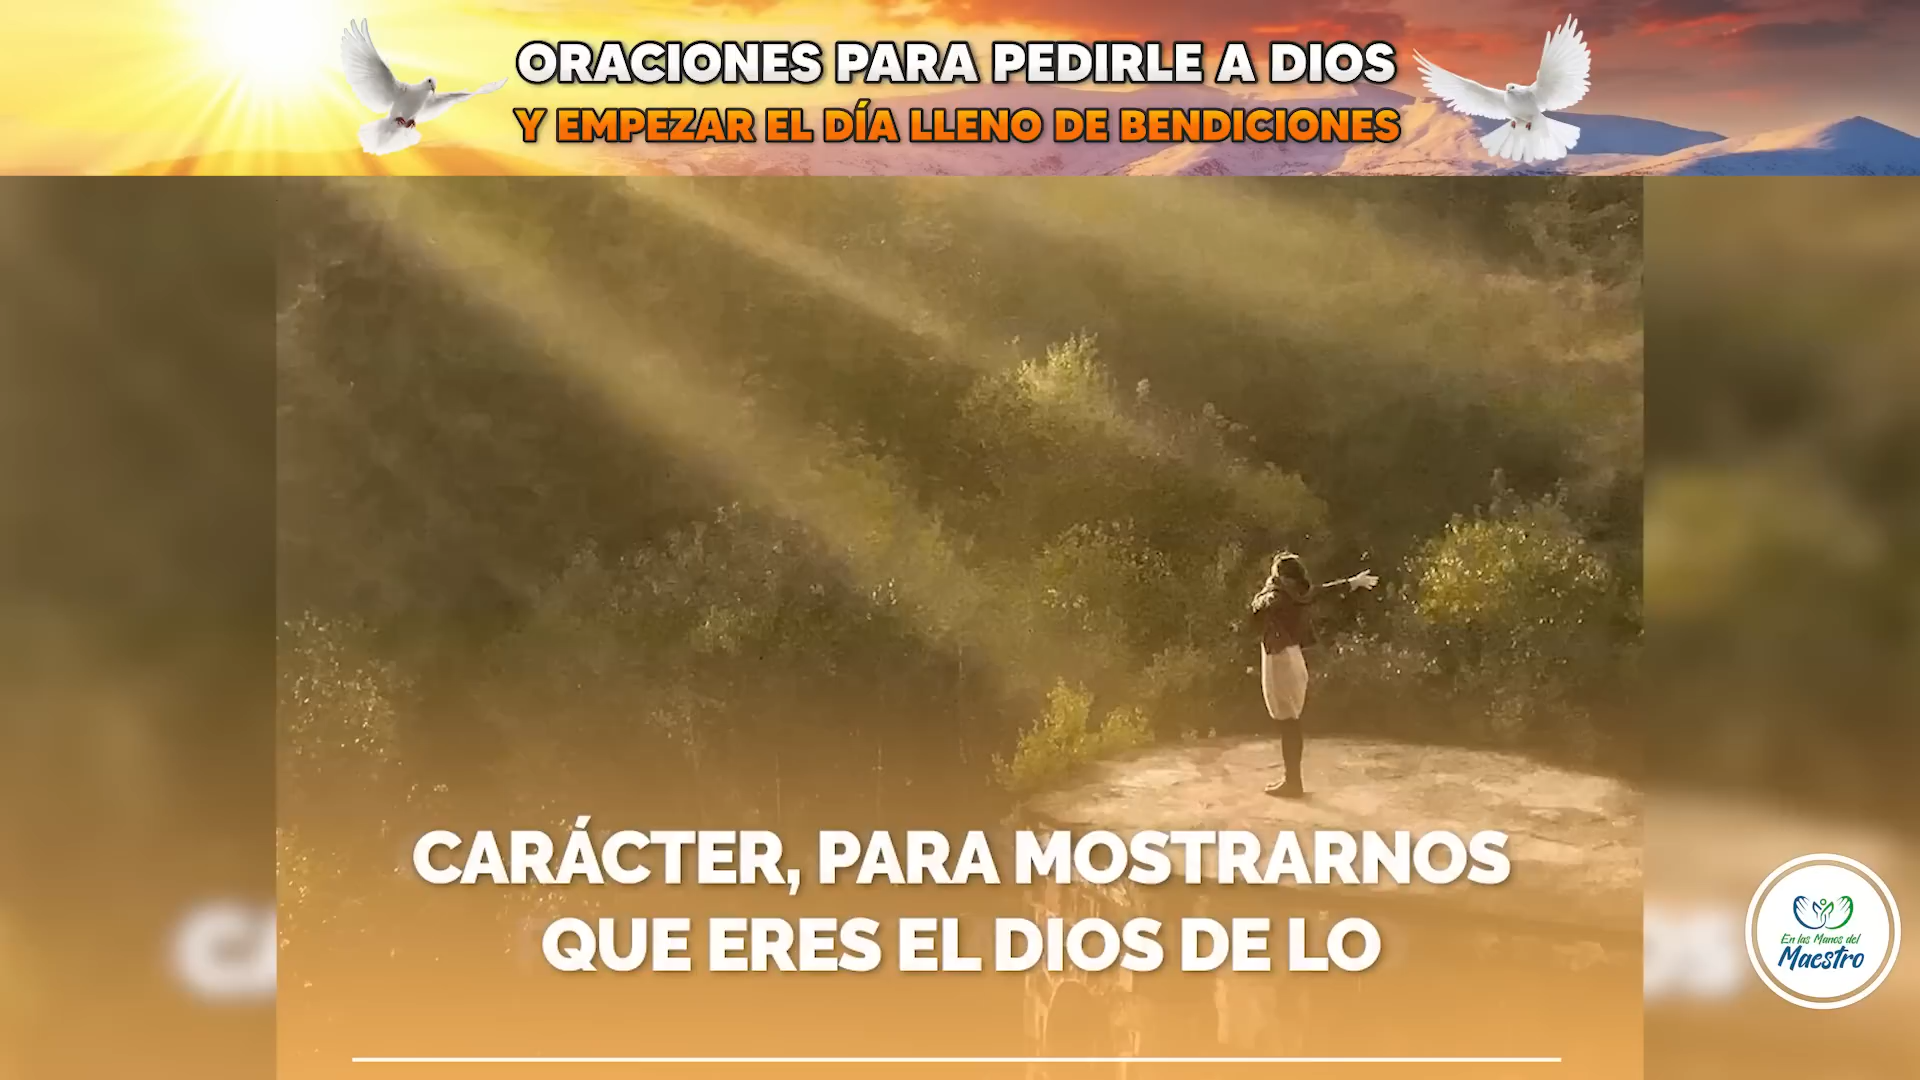 ORACIONES PARA PEDIRLE A DIOS
Y EMPEZAR EL DÍA LLENO DE BENDICIONES
CARÁCTER, PARA MOSTRARNOS
QUE ERES EL DIOS DE LO
En las Manos del
Maestro